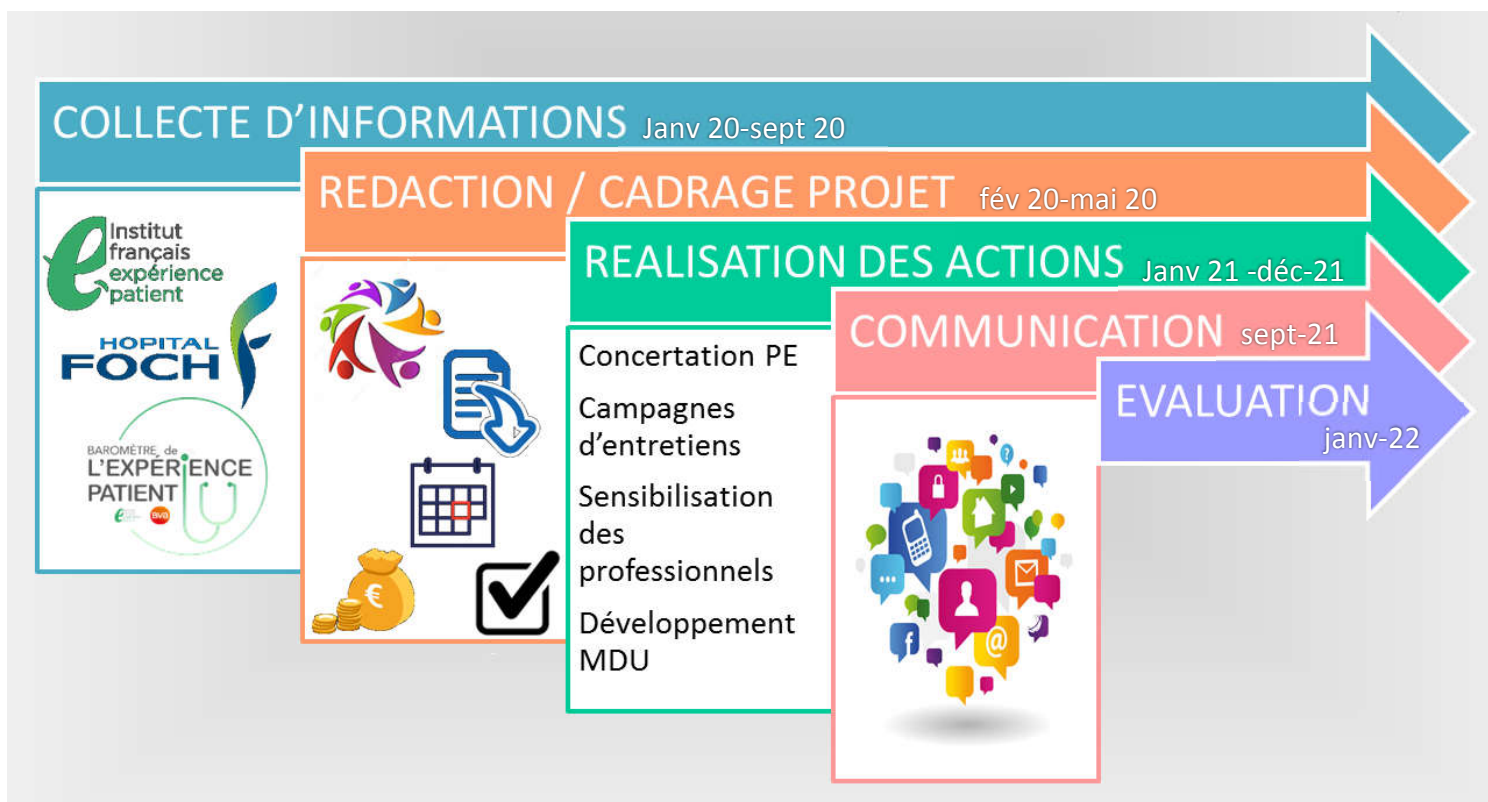 COLLECTE D'INFORMATIONS Janv 20-sept 20
REDACTION / CADRAGE PROJET fév 20-mai 20
REALISATION DES ACTIONS Janv 21 -déc-21
COMMUNICATION sept-21
EVALUATION
janv-22
Institut
français
expérience
patient
HOPITAL
FOCH
BAROMÈTRE de
L'EXPÉRIENCE
PATIENT
BVA
Concertation PE
Campagnes
d'entretiens
Sensibilisation
des
professionnels
Développement
MDU